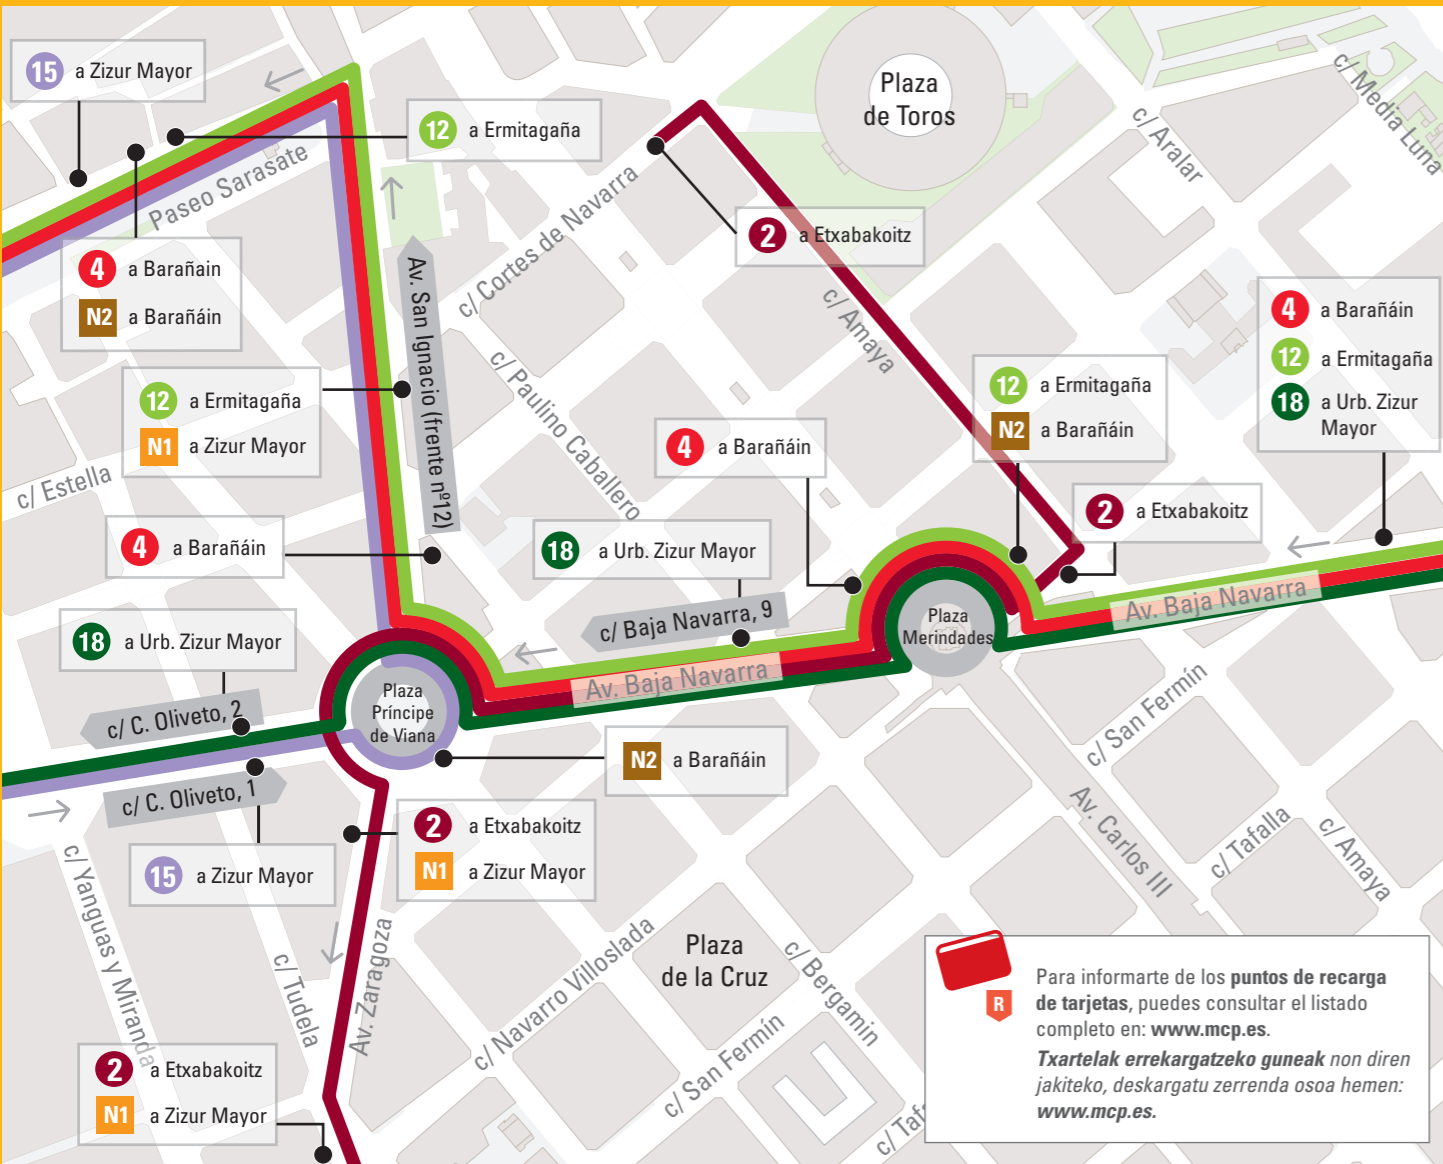 15 a Zizur Mayor
12 a Ermitagaña
Plaza
de Toros
c/ Media Luna
c/ Aralar
Paseo Sarasate
c/ Cortes de Navarra
2 a Etxabakoitz
4 a Barañain
N2 a Barañáin
Av. San Ignacio (frente nº12)
c/ Amaya
4 a Barañáin
12 a Ermitagaña
18 a Urb. Zizur
Mayor
12 a Ermitagaña
N1 a Zizur Mayor
c/ Paulino Caballero
12 a Ermitagaña
N2 a Barañáin
4 a Barañáin
c/ Estella
2 a Etxabakoitz
4 a Barañáin
18 a Urb. Zizur Mayor
c/ Baja Navarra, 9
Av. Baja Navarra
Plaza
Merindades
18 a Urb. Zizur Mayor
Av. Baja Navarra
c/ C. Oliveto, 2
Plaza
Príncipe
de Viana
c/ San Fermín
N2 a Barañáin
c/ C. Oliveto, 1
2 a Etxabakoitz
N1 a Zizur Mayor
15 a Zizur Mayor
Av. Carlos III
c/ Tafalla
c/ Amaya
c/ Yanguas y Miranda
c/ Tudela
Av. Zaragoza
c/ Navarro Villoslada
Plaza
de la Cruz
c/ Bergamin
c/ San Fermín
2 a Etxabakoitz
N1 a Zizur Mayor
c/ Taf
R
Para informarte de los puntos de recarga
de tarjetas, puedes consultar el listado
completo en: www.mcp.es.
Txartelak errekargatzeko guneak non diren
jakiteko, deskargatu zerrenda osoa hemen:
www.mcp.es.